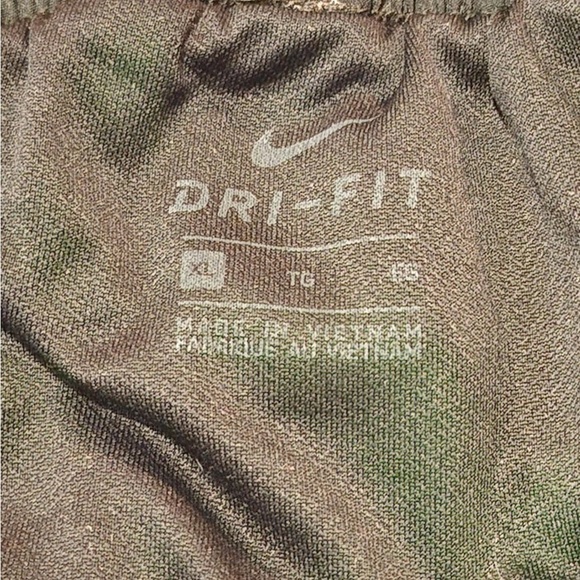 DRI-FIT
XL TG EG
MADE IN VIETNAM
FABRIQUE AU VIETNAM